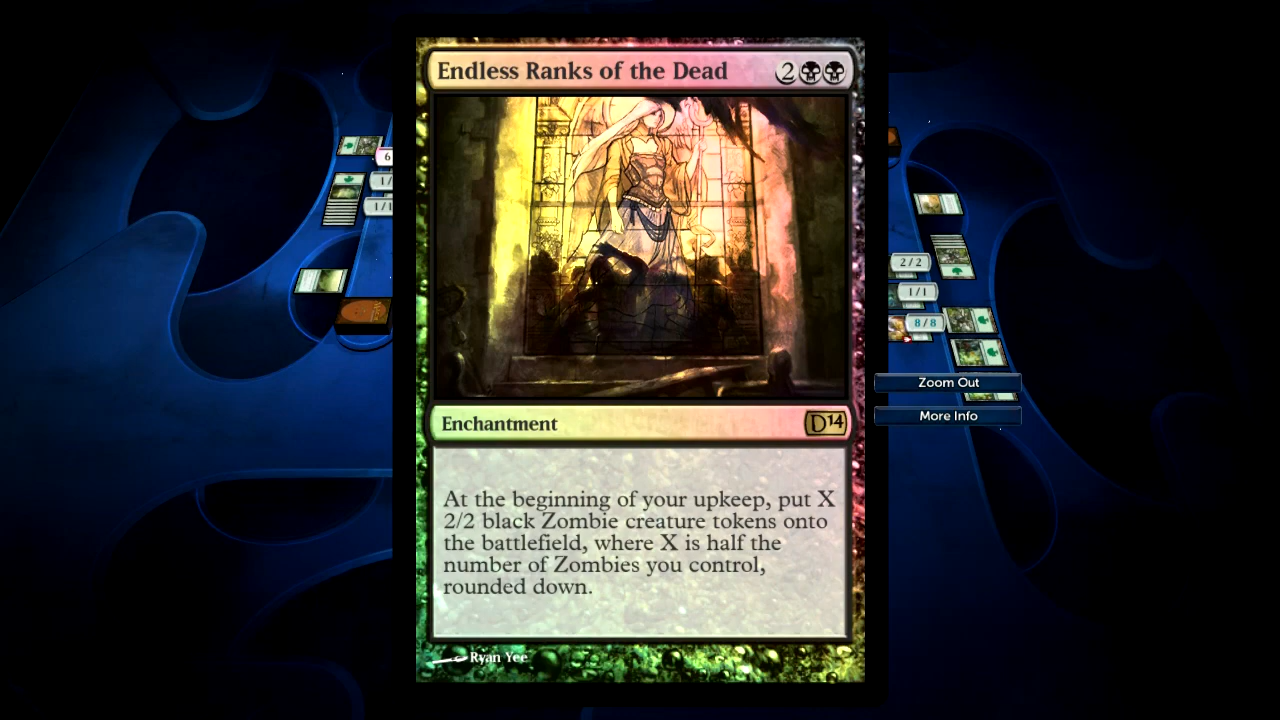 Endless Ranks of the Dead 2
6
1/
1/1
2/2
1/1
8/8
Zoom Out
More Info
Enchantment D14
At the beginning of your upkeep, put X
2/2 black Zombie creature tokens onto
the battlefield, where X is half the
number of Zombies you control,
rounded down.
Ryan Yee